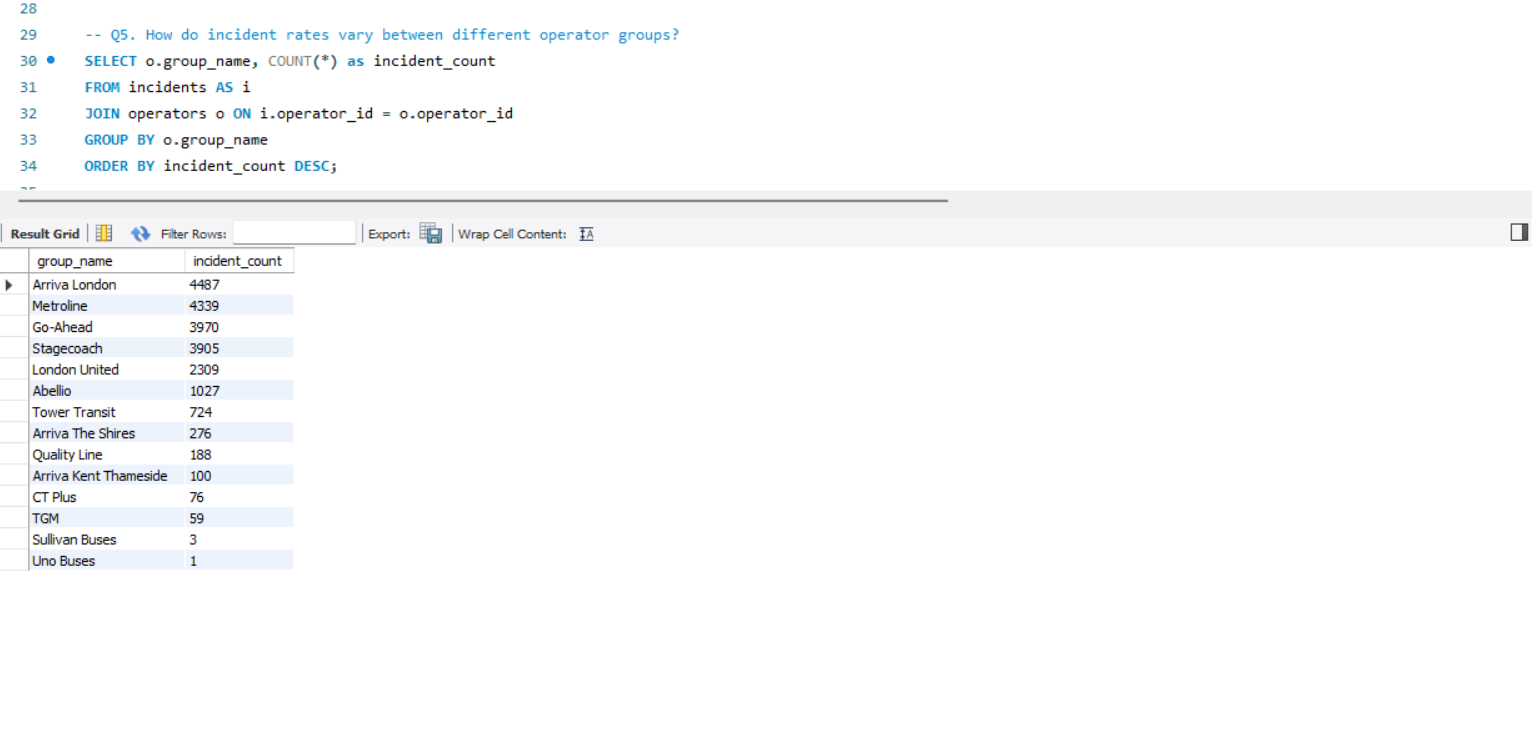 28
29 -- Q5. How do incident rates vary between different operator groups?
30 SELECT o.group_name, COUNT(*) as incident_count
31 FROM incidents AS i
32 JOIN operators o ON i.operator_id = o.operator_id
33 GROUP BY o.group_name
34 ORDER BY incident_count DESC;
Result Grid Filter Rows: Export: Wrap Cell Content: IA
group_name incident_count
Arriva London 4487
Metroline 4339
Go-Ahead 3970
Stagecoach 3905
London United 2309
Abellio 1027
Tower Transit 724
Arriva The Shires 276
Quality Line 188
Arriva Kent Thameside 100
CT Plus 76
TGM 59
Sullivan Buses 3
Uno Buses 1